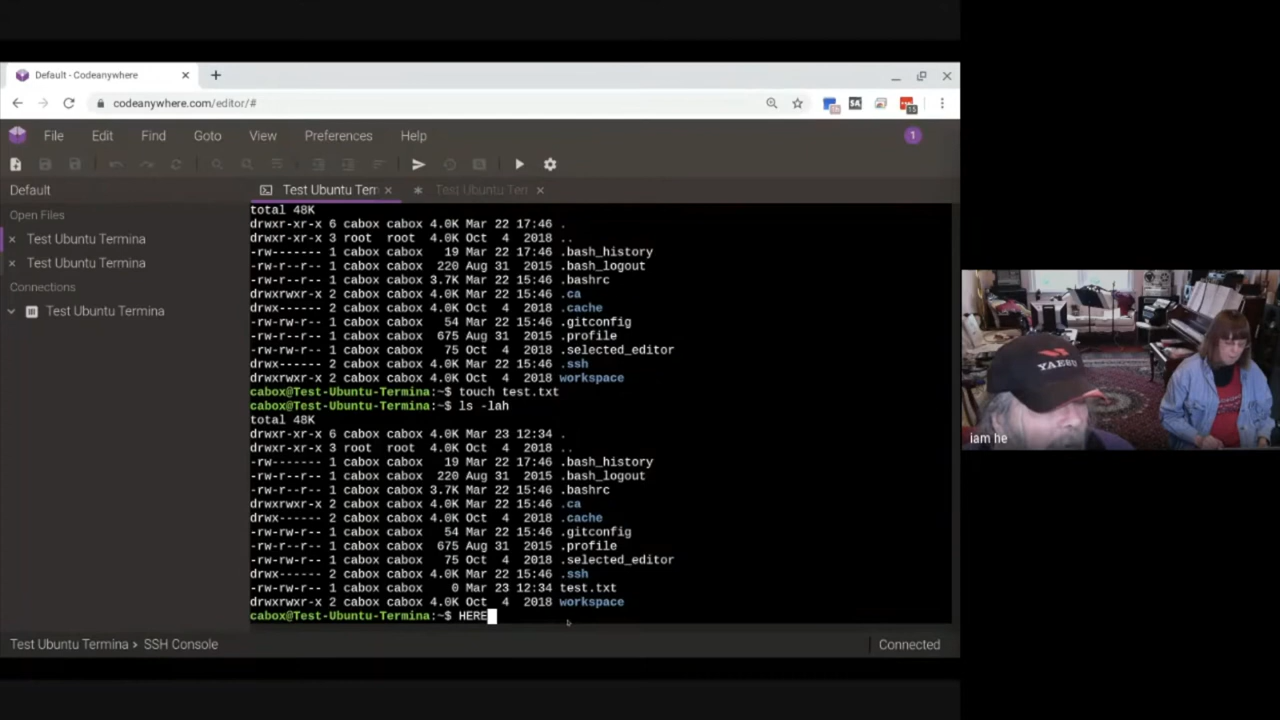 Default - Codeanywhere
codeanywhere.com/editor/#
SA
15
File Edit Find Goto View Preferences Help
1
Default
Test Ubuntu Tern
Test Ubuntu Teri
Open Files
Test Ubuntu Termina
Test Ubuntu Termina
Connections
Test Ubuntu Termina
total 48K
drwxr-xr-x 6 cabox cabox 4.0K Mar 22 17:46 .
drwxr-xr-x 3 root root 4.0K Oct 4 2018 ..
-rw------- 1 cabox cabox 19 Mar 22 17:46 .bash_history
-rw-r--r-- 1 cabox cabox 220 Aug 31 2015 .bash_logout
-rw-r--r-- 1 cabox cabox 3.7K Mar 22 15:46 .bashrc
drwxrwxr-x 2 cabox cabox 4.0K Mar 22 15:46 .ca
drwx------ 2 cabox cabox 4.0K Oct 4 2018 .cache
-rw-rw-r-- 1 cabox cabox 54 Mar 22 15:46 .gitconfig
-rw-r--r-- 1 cabox cabox 675 Aug 31 2015 .profile
-rw-rw-r-- 1 cabox cabox 75 Oct 4 2018 .selected_editor
drwx------ 2 cabox cabox 4.0K Mar 22 15:46 .ssh
drwxrwxr-x 2 cabox cabox 4.0K Oct 4 2018 workspace
cabox@Test-Ubuntu-Termina:~$ touch test.txt
cabox@Test-Ubuntu-Termina:~$ ls -lah
total 48K
drwxr-xr-x 6 cabox cabox 4.0K Mar 23 12:34 .
drwxr-xr-x 3 root root 4.0K Oct 4 2018 ..
-rw------- 1 cabox cabox 19 Mar 22 17:46 .bash_history
-rw-r--r-- 1 cabox cabox 220 Aug 31 2015 .bash_logout
-rw-r--r-- 1 cabox cabox 3.7K Mar 22 15:46 .bashrc
drwxrwxr-x 2 cabox cabox 4.0K Mar 22 15:46 .ca
drwx------ 2 cabox cabox 4.0K Oct 4 2018 .cache
-rw-rw-r-- 1 cabox cabox 54 Mar 22 15:46 .gitconfig
-rw-r--r-- 1 cabox cabox 675 Aug 31 2015 .profile
-rw-rw-r-- 1 cabox cabox 75 Oct 4 2018 .selected_editor
drwx------ 2 cabox cabox 4.0K Mar 22 15:46 .ssh
-rw-rw-r-- 1 cabox cabox 0 Mar 23 12:34 test.txt
drwxrwxr-x 2 cabox cabox 4.0K Oct 4 2018 workspace
cabox@Test-Ubuntu-Termina:~$ HERE
Test Ubuntu Termina › SSH Console
Connected
YAESU
iam he